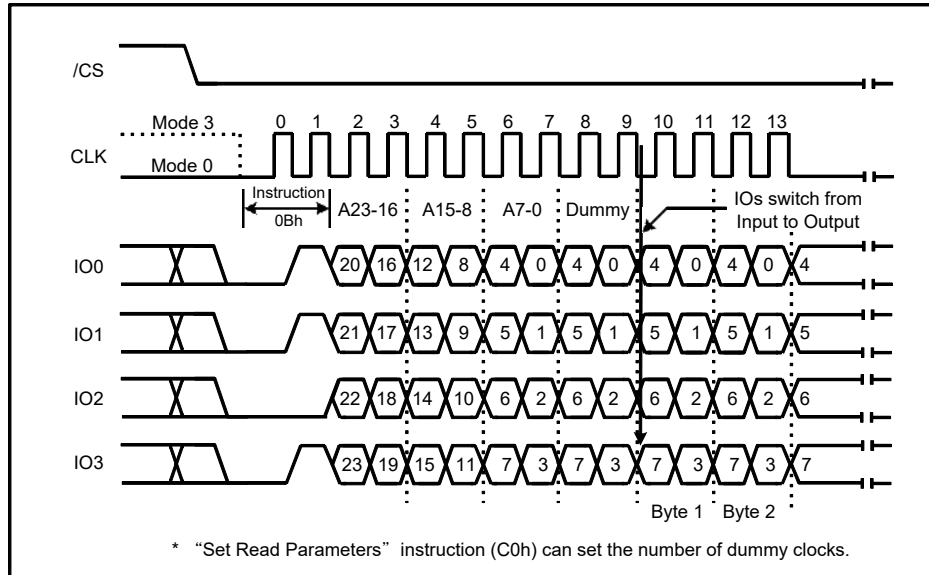 /CS
Mode 3
0 1 2 3 4 5 6 7 8 9 10 11 12 13
CLK
Mode 0
Instruction
0Bh
A23-16 A15-8 A7-0 Dummy
IOs switch from
Input to Output
IO0 20 16 12 8 4 0 4 0 4 0 4 0 4
IO1 21 17 13 9 5 1 5 1 5 1 5 1 5
IO2 22 18 14 10 6 2 6 2 6 2 6 2 6
IO3 23 19 15 11 7 3 7 3 7 3 7 3 7
Byte 1 Byte 2
* “Set Read Parameters” instruction (C0h) can set the number of dummy clocks.